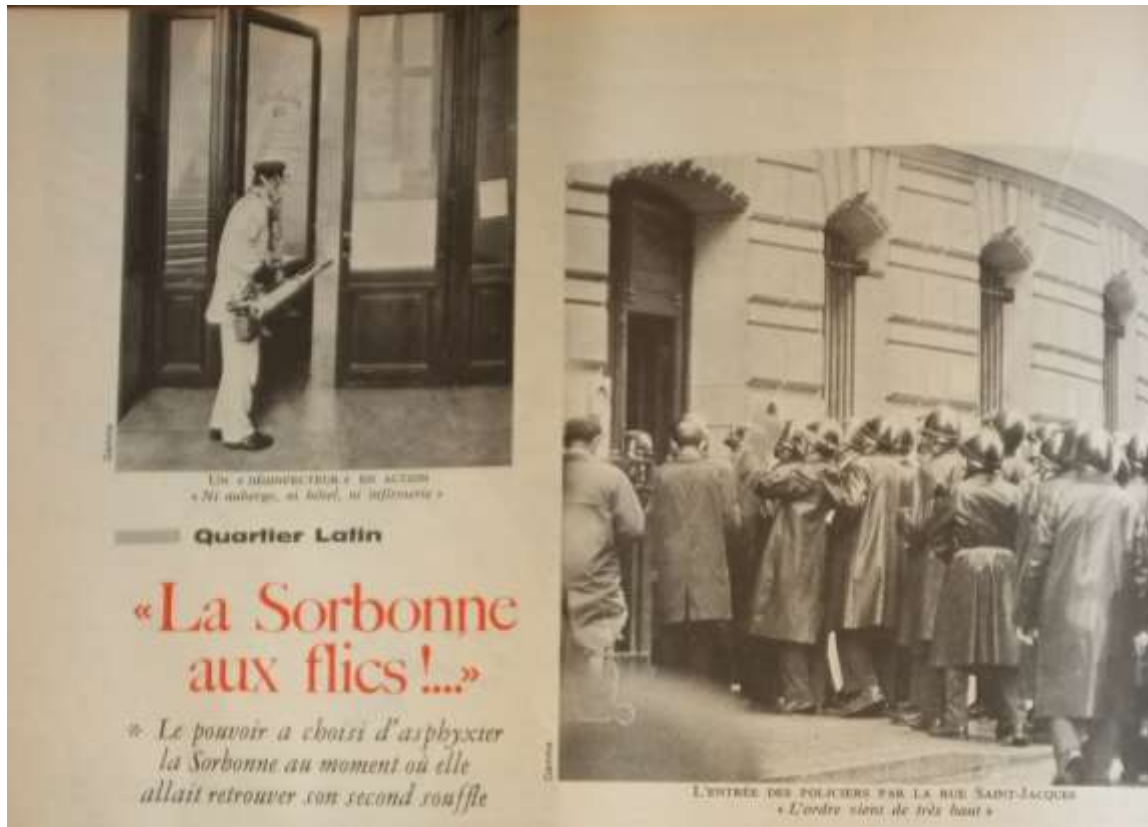 Gamma
UN « DÉSINFECTEUR » EN ACTION
« Ni auberge, ni hôtel, ni infirmerie »
Quartier Latin
«La Sorbonne
aux flics !...»
* Le pouvoir a choisi d'asphyxier
la Sorbonne au moment où elle
allait retrouver son second souffle
Gamma
L'ENTRÉE DES POLICIERS PAR LA RUE SAINT-JACQUES
« L'ordre vient de très haut »